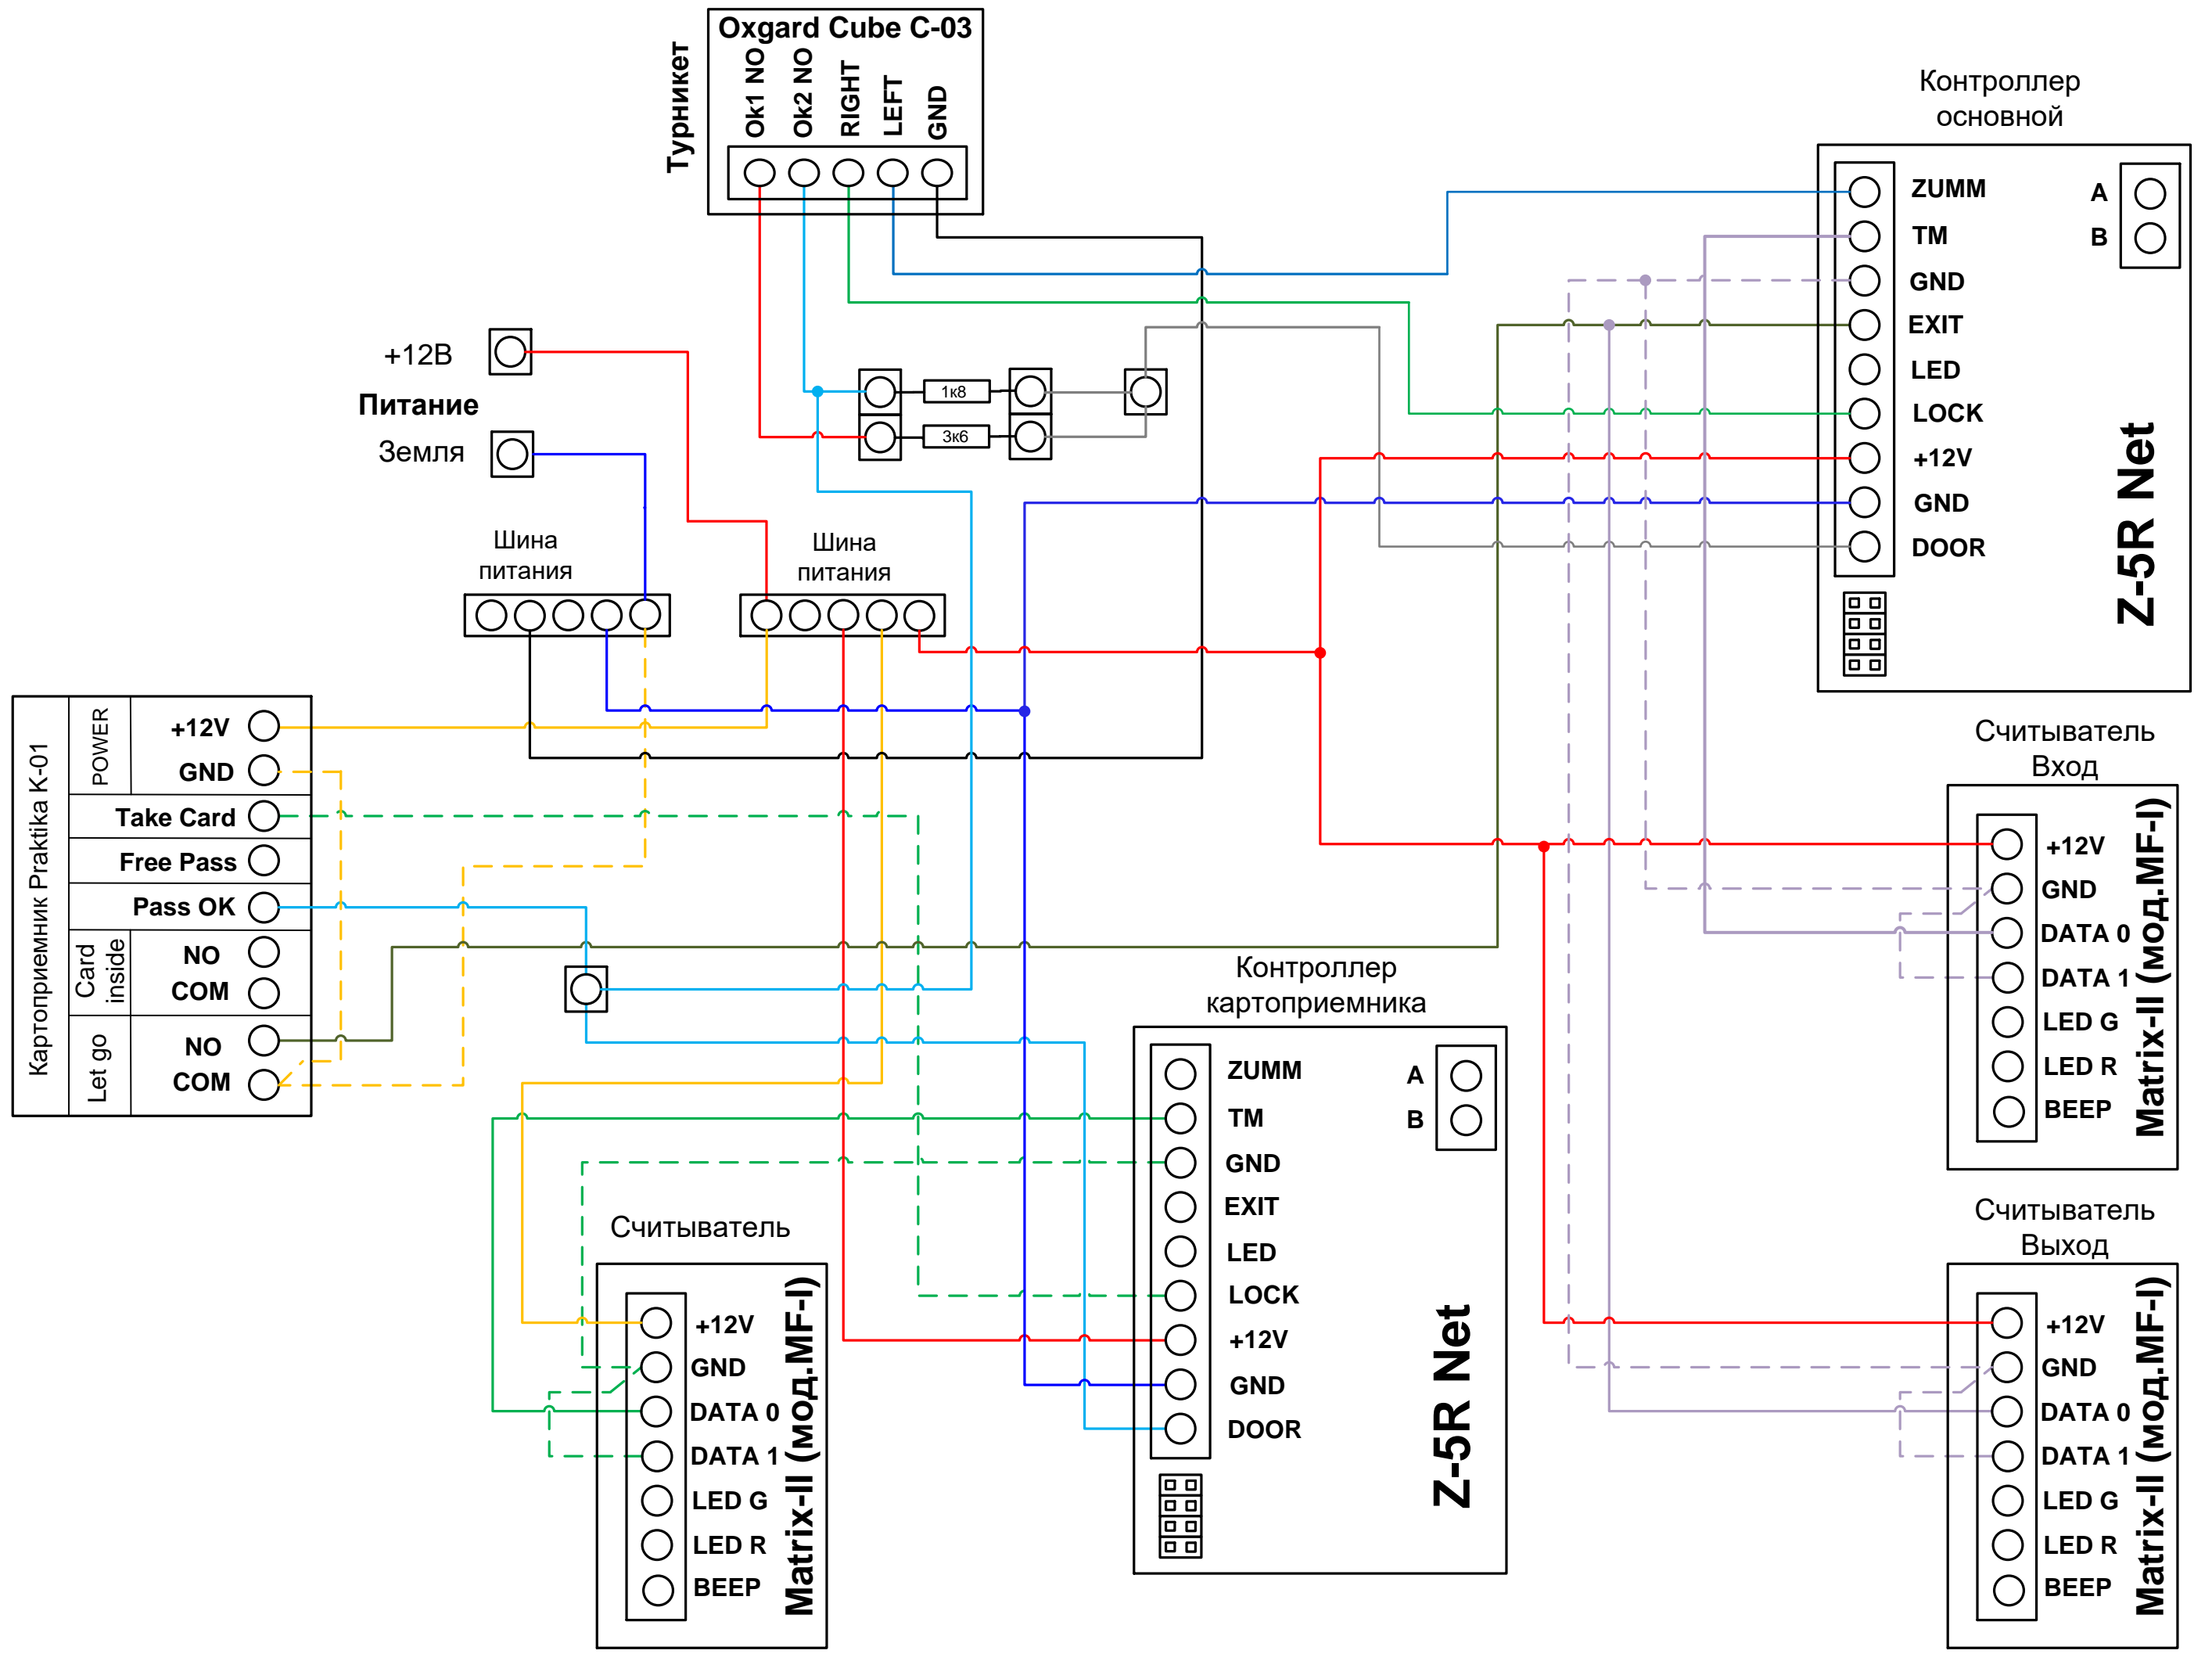 Oxgard Cube C-03
Турникет
Ok1 NO
Ok2 NO
RIGHT
LEFT
GND
Контроллер
основной
ZUMM
TM
GND
EXIT
LED
LOCK
+12V
GND
DOOR
A
B
Z-5R Net
+12В
Питание
Земля
1к8
3к6
Шина
питания
Шина
питания
Картоприемник Praktika K-01
POWER
+12V
GND
Take Card
Free Pass
Pass OK
Card
inside
NO
COM
Let go
NO
COM
Считыватель
Вход
+12V
GND
DATA 0
DATA 1
LED G
LED R
BEEP
Matrix-II (мод.MF-I)
Контроллер
картоприемника
ZUMM
TM
GND
EXIT
LED
LOCK
+12V
GND
DOOR
A
B
Z-5R Net
Считыватель
+12V
GND
DATA 0
DATA 1
LED G
LED R
BEEP
Matrix-II (мод.MF-I)
Считыватель
Выход
+12V
GND
DATA 0
DATA 1
LED G
LED R
BEEP
Matrix-II (мод.MF-I)